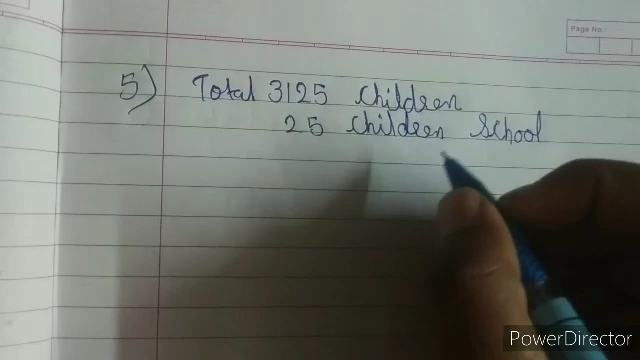 Page No:
5) Total 3125 children
25 children School
PowerDirector